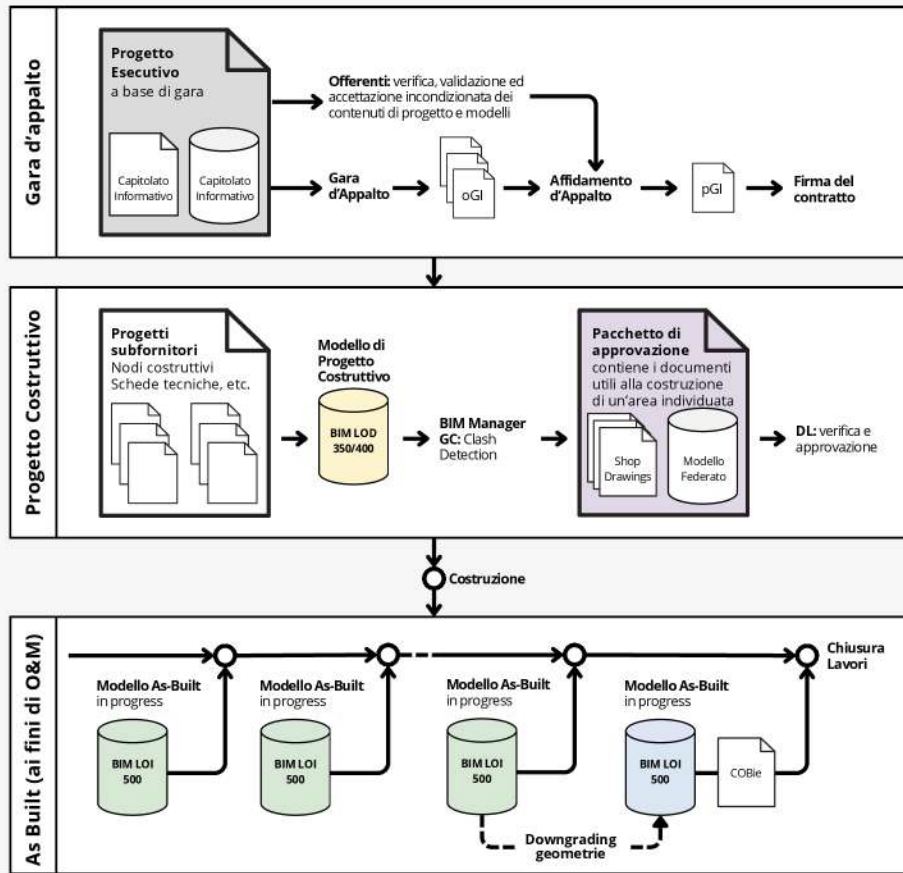 Gara d'appalto
Progetto
Esecutivo
a base di gara
Capitolato
Informativo
Capitolato
Informativo
Offerenti: verifica, validazione ed
accettazione incondizionata dei
contenuti di progetto e modelli
Gara
d'Appalto
oGI
Affidamento
d'Appalto
pGI
Firma del
contratto
Progetto Costruttivo
Progetti
subfornitori
Nodi costruttivi
Schede tecniche, etc.
Modello di
Progetto
Costruttivo
BIM LOD
350/400
BIM Manager
GC: Clash
Detection
Pacchetto di
approvazione
contiene i documenti
utili alla costruzione
di un'area individuata
Shop
Drawings
Modello
Federato
DL: verifica e
approvazione
Costruzione
As Built (ai fini di O&M)
Modello As-Built
in progress
BIM LOI
500
Modello As-Built
in progress
BIM LOI
500
Modello As-Built
in progress
BIM LOI
500
Modello As-Built
in progress
BIM LOI
500
COBie
Chiusura
Lavori
Downgrading
geometrie